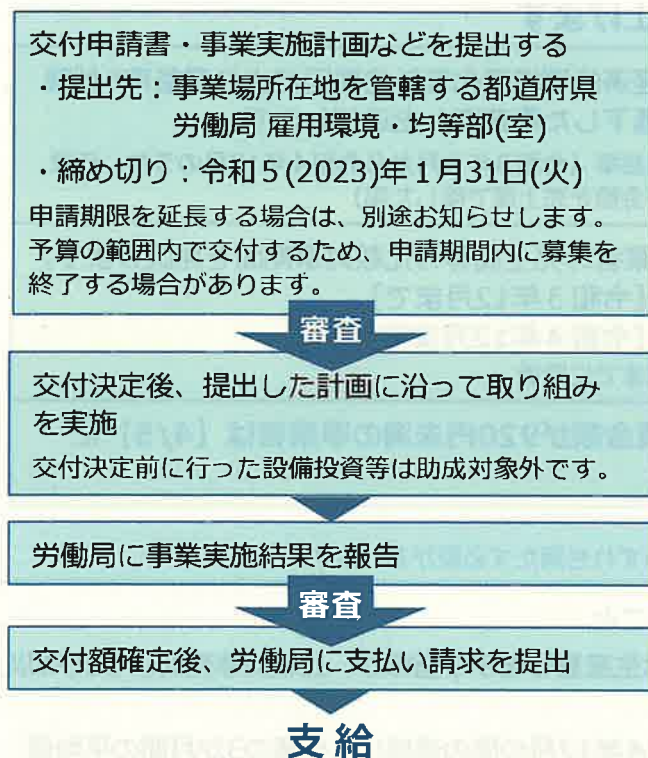 交付申請書・事業実施計画などを提出する
・提出先：事業場所在地を管轄する都道府県
労働局 雇用環境・均等部(室)
・締め切り：令和５(2023)年１月31日(火)
申請期限を延長する場合は、別途お知らせします。
予算の範囲内で交付するため、申請期間内に募集を
終了する場合があります。
審査
交付決定後、提出した計画に沿って取り組み
を実施
交付決定前に行った設備投資等は助成対象外です。
労働局に事業実施結果を報告
審査
交付額確定後、労働局に支払い請求を提出
支給